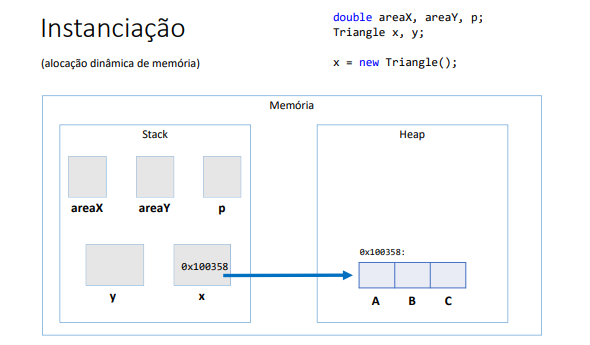 Instanciação
(alocação dinâmica de memória)
double areaX, areaY, p;
Triangle x, y;
x = new Triangle();
Memória
Stack
Heap
areaX areaY p
0x100358
y x
0x100358:
A B C